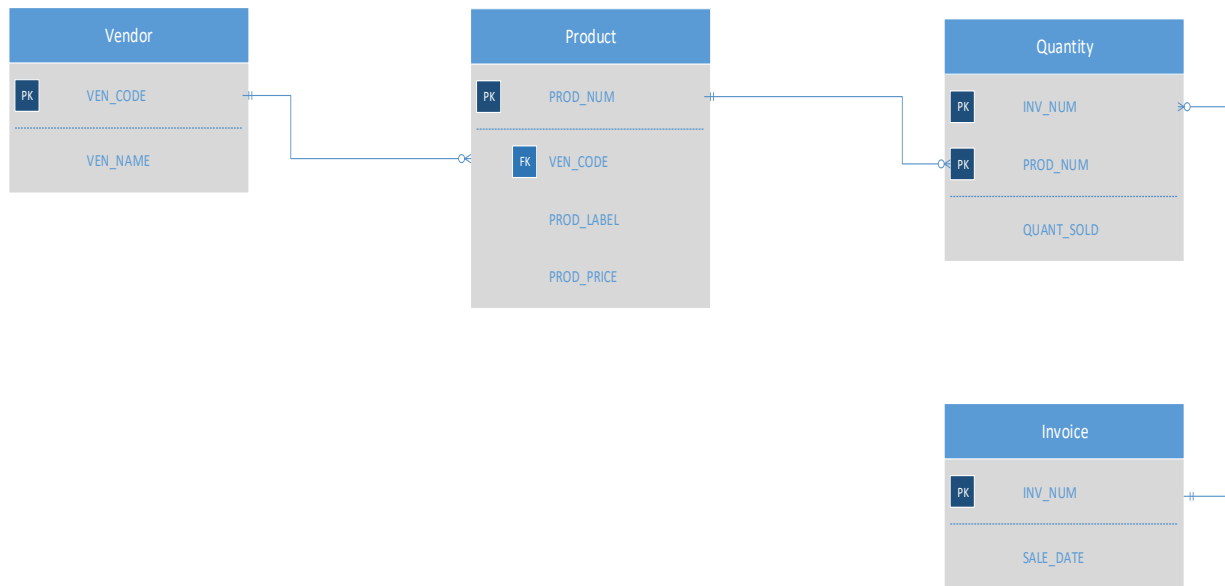 Vendor
PK VEN_CODE
VEN_NAME
Product
PK PROD_NUM
FK VEN_CODE
PROD_LABEL
PROD_PRICE
Quantity
PK INV_NUM
PK PROD_NUM
QUANT_SOLD
Invoice
PK INV_NUM
SALE_DATE